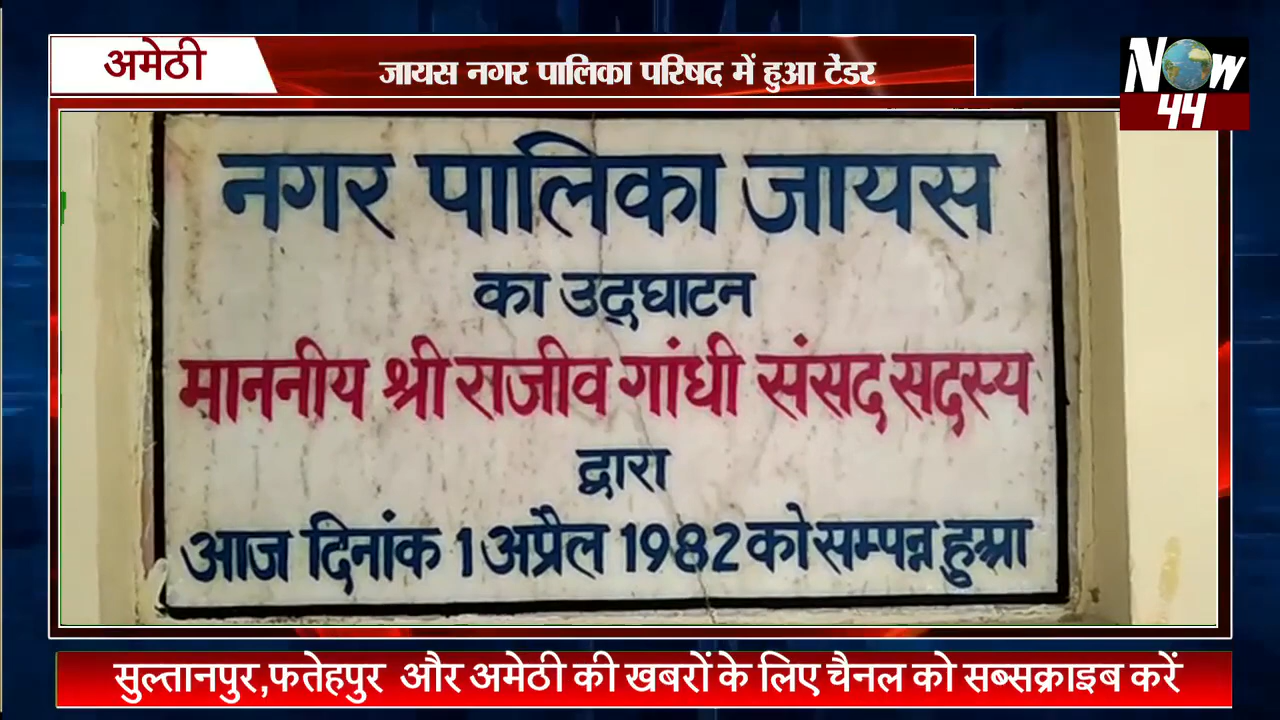 अमेठी
जायस नगर पालिका परिषद में हुआ टेंडर
NOW
44
नगर पालिका जायस
का उद्घाटन
माननीय श्री राजीव गांधी संसद सदस्य
द्वारा
आज दिनांक 1 अप्रैल 1982 को सम्पन्न हुआ
सुल्तानपुर,फतेहपुर और अमेठी की खबरों के लिए चैनल को सब्सक्राइब करें